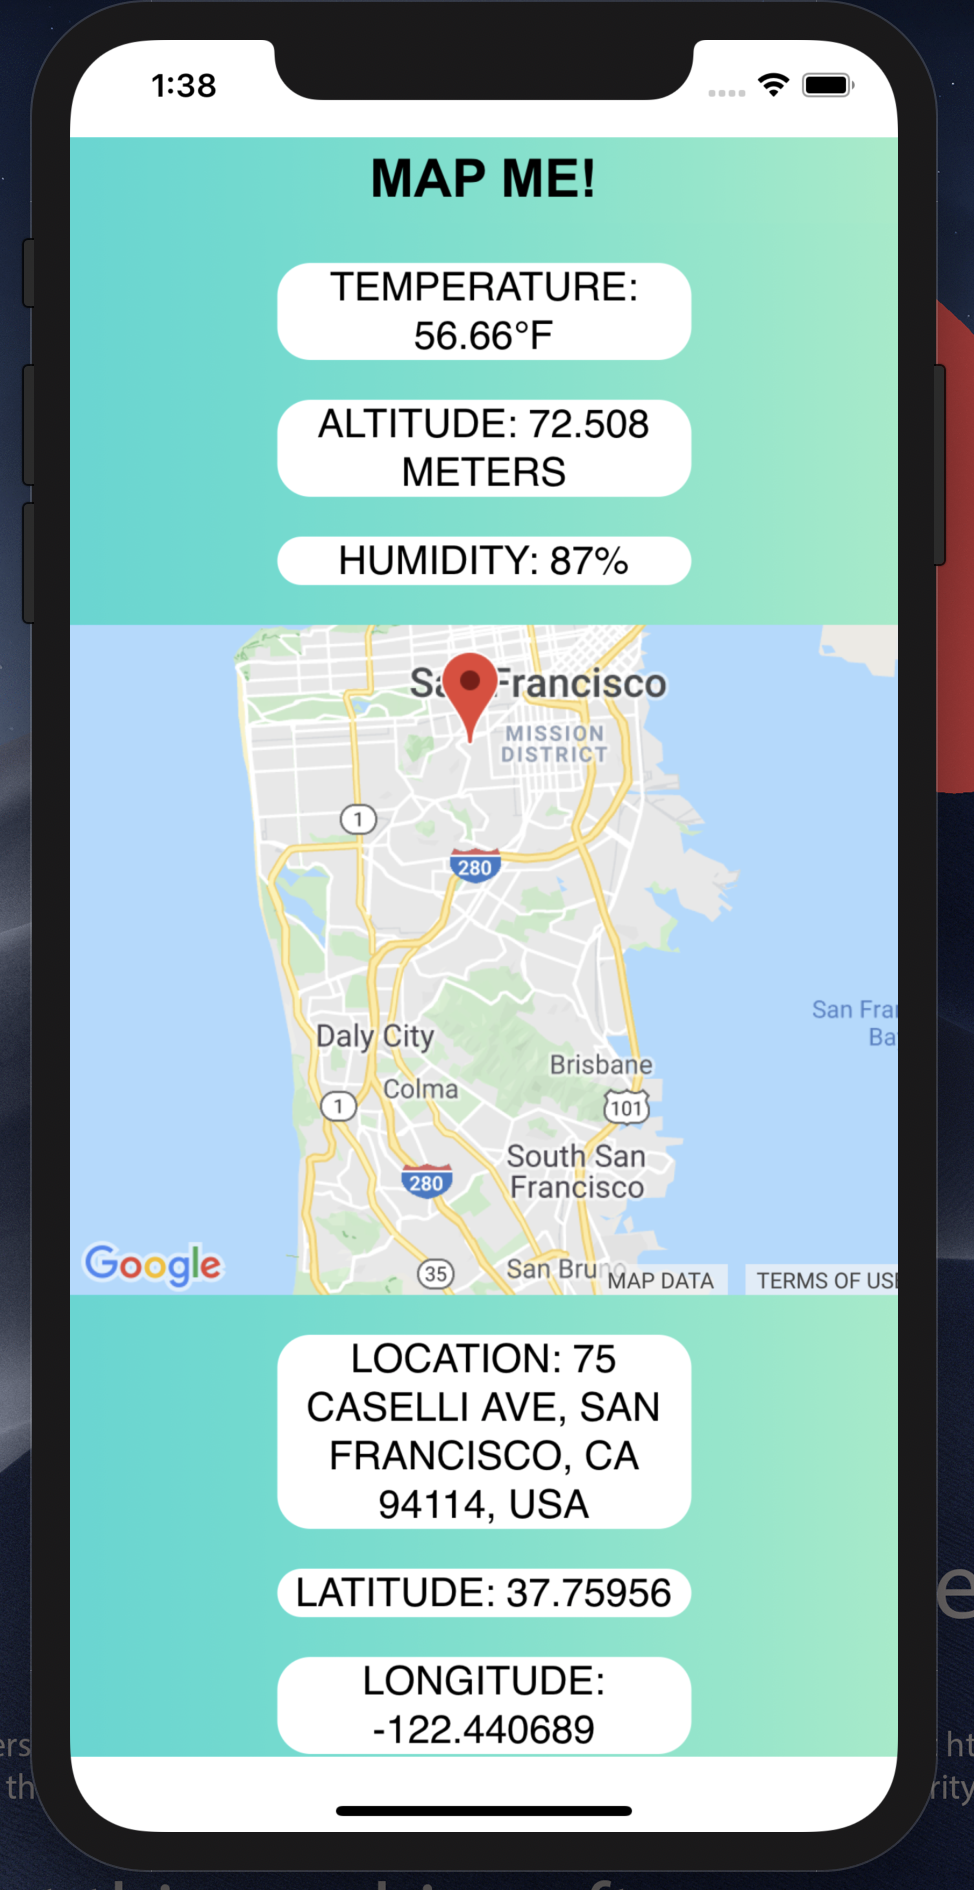 1:38
MAP ME!
TEMPERATURE:
56.66°F
ALTITUDE: 72.508
METERS
HUMIDITY: 87%
Francisco
MISSION
DISTRICT
1
280
San Fra
Ba
Daly City
Brisbane
Colma
1
101
South San
Francisco
280
Google
35
San Bruno
MAP DATA
TERMS OF USE
LOCATION: 75
CASELLI AVE, SAN
FRANCISCO, CA
94114, USA
LATITUDE: 37.75956
LONGITUDE:
-122.440689